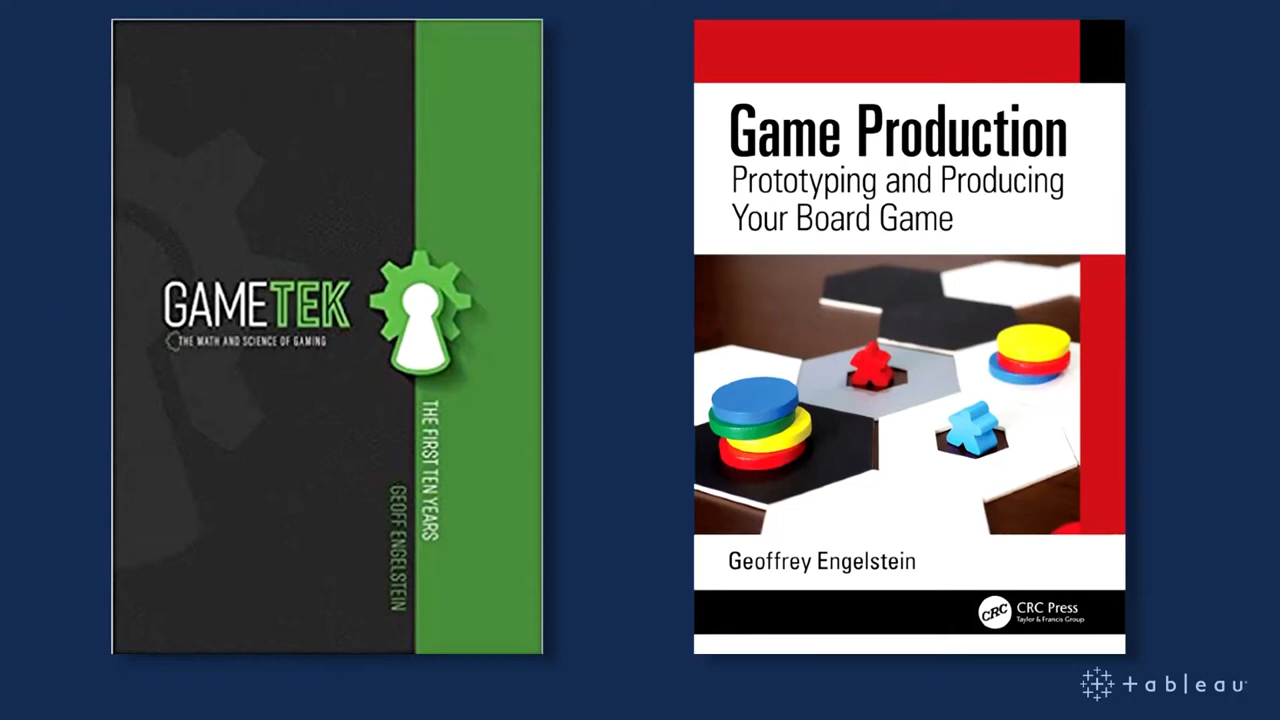 GAMETEK
THE MATH AND SCIENCE OF GAMING
THE FIRST TEN YEARS
GEOFF ENGELSTEIN
Game Production
Prototyping and Producing
Your Board Game
Geoffrey Engelstein
CRC
CRC Press
Taylor & Francis Group
+ableau